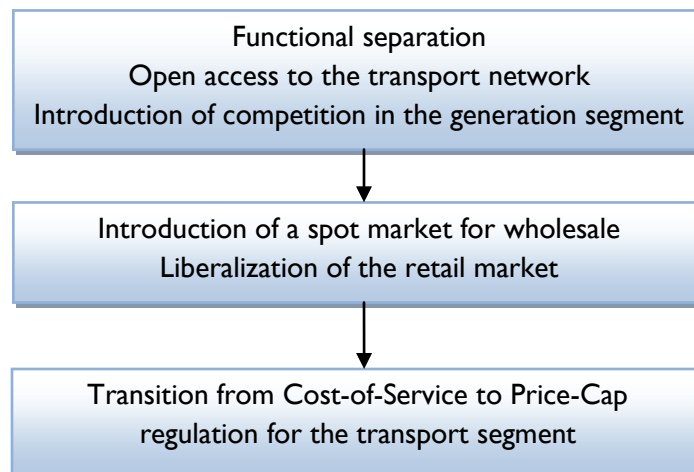 Functional separation
Open access to the transport network
Introduction of competition in the generation segment
Introduction of a spot market for wholesale
Liberalization of the retail market
Transition from Cost-of-Service to Price-Cap
regulation for the transport segment